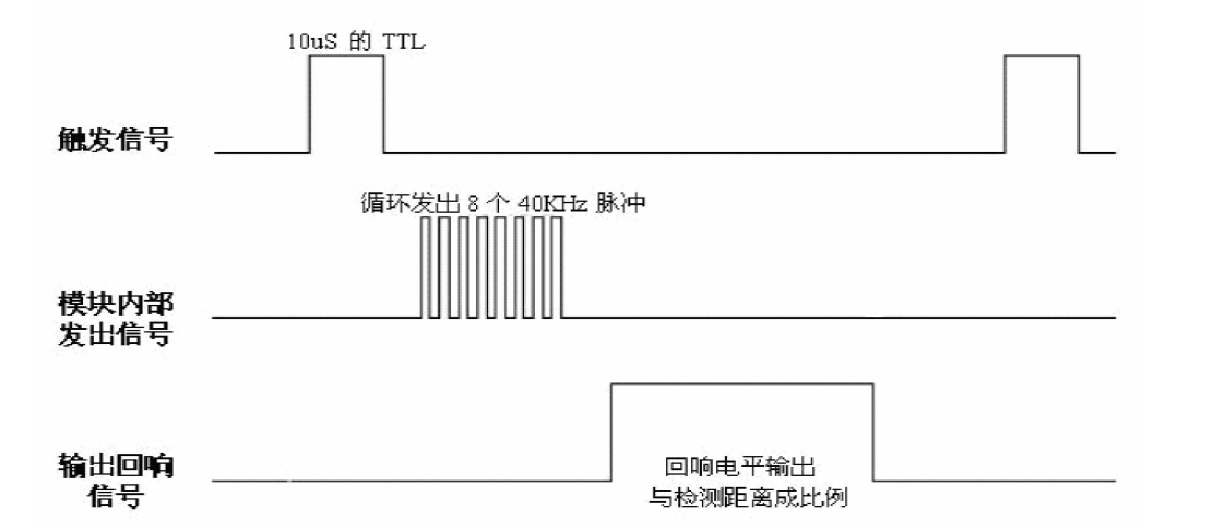 10uS 的 TTL
触发信号
循环发出 8 个 40KHz 脉冲
模块内部
发出信号
输出回响
信号
回响电平输出
与检测距离成比例